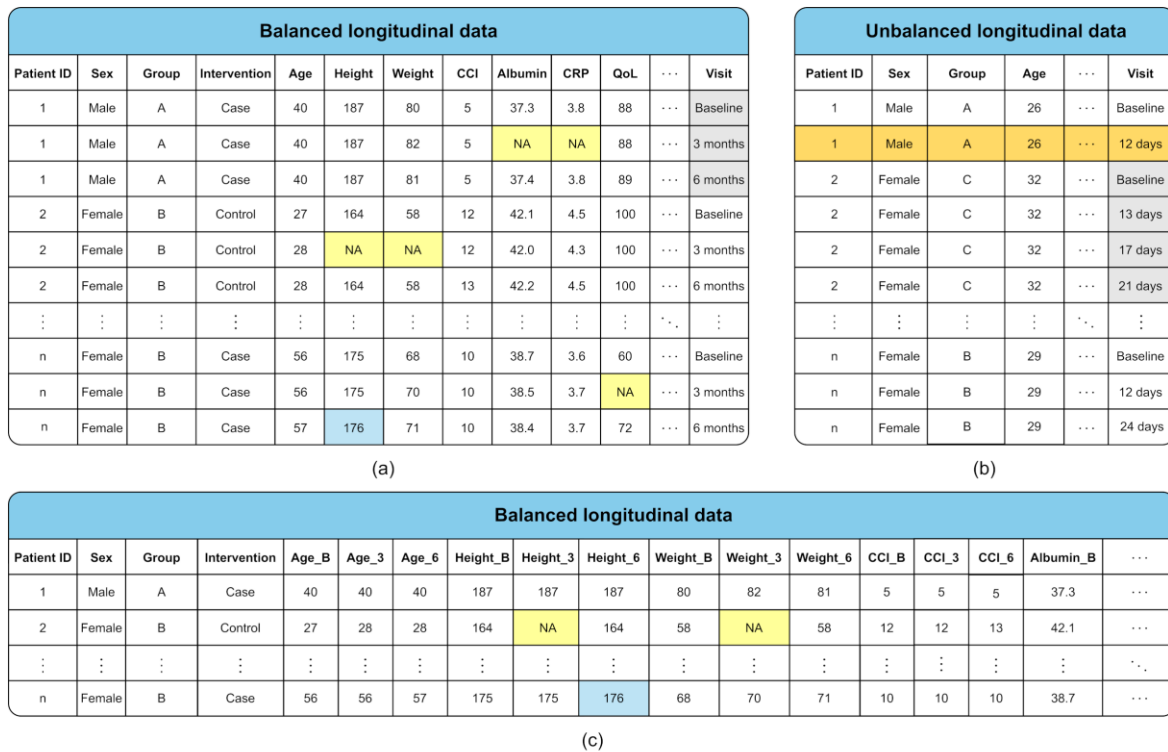 Balanced longitudinal data
Patient ID Sex Group Intervention Age Height Weight CCI Albumin CRP QoL ··· Visit
1 Male A Case 40 187 80 5 37.3 3.8 88 ··· Baseline
1 Male A Case 40 187 82 5 NA NA 88 ··· 3 months
1 Male A Case 40 187 81 5 37.4 3.8 89 ··· 6 months
2 Female B Control 27 164 58 12 42.1 4.5 100 ··· Baseline
2 Female B Control 28 NA NA 12 42.0 4.3 100 ··· 3 months
2 Female B Control 28 164 58 13 42.2 4.5 100 ··· 6 months
⋮ ⋮ ⋮ ⋮ ⋮ ⋮ ⋮ ⋮ ⋮ ⋮ ⋮ ⋱ ⋮
n Female B Case 56 175 68 10 38.7 3.6 60 ··· Baseline
n Female B Case 56 175 70 10 38.5 3.7 NA ··· 3 months
n Female B Case 57 176 71 10 38.4 3.7 72 ··· 6 months
(a)
Unbalanced longitudinal data
Patient ID Sex Group Age ··· Visit
1 Male A 26 ··· Baseline
1 Male A 26 ··· 12 days
2 Female C 32 ··· Baseline
2 Female C 32 ··· 13 days
2 Female C 32 ··· 17 days
2 Female C 32 ··· 21 days
⋮ ⋮ ⋮ ⋮ ⋱ ⋮
n Female B 29 ··· Baseline
n Female B 29 ··· 12 days
n Female B 29 ··· 24 days
(b)
Balanced longitudinal data
Patient ID Sex Group Intervention Age_B Age_3 Age_6 Height_B Height_3 Height_6 Weight_B Weight_3 Weight_6 CCI_B CCI_3 CCI_6 Albumin_B ···
1 Male A Case 40 40 40 187 187 187 80 82 81 5 5 5 37.3 ···
2 Female B Control 27 28 28 164 NA 164 58 NA 58 12 12 13 42.1 ···
⋮ ⋮ ⋮ ⋮ ⋮ ⋮ ⋮ ⋮ ⋮ ⋮ ⋮ ⋮ ⋮ ⋮ ⋮ ⋮ ⋮ ⋱
n Female B Case 56 56 57 175 175 176 68 70 71 10 10 10 38.7 ···
(c)